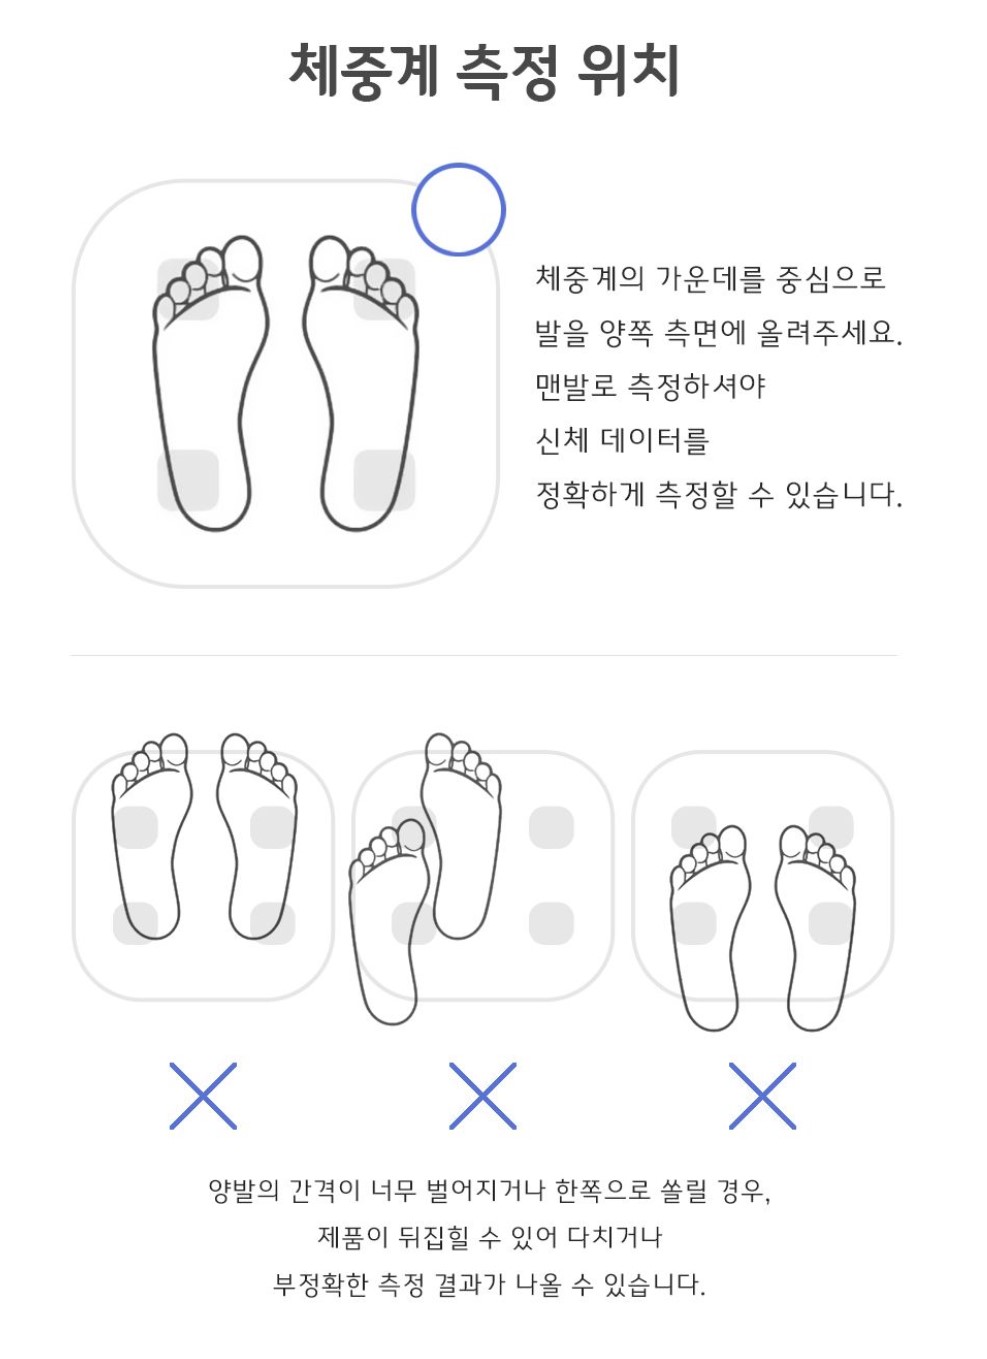 체중계 측정 위치
체중계의 가운데를 중심으로
발을 양쪽 측면에 올려주세요.
맨발로 측정하셔야
신체 데이터를
정확하게 측정할 수 있습니다.
양발의 간격이 너무 벌어지거나 한쪽으로 쏠릴 경우,
제품이 뒤집힐 수 있어 다치거나
부정확한 측정 결과가 나올 수 있습니다.